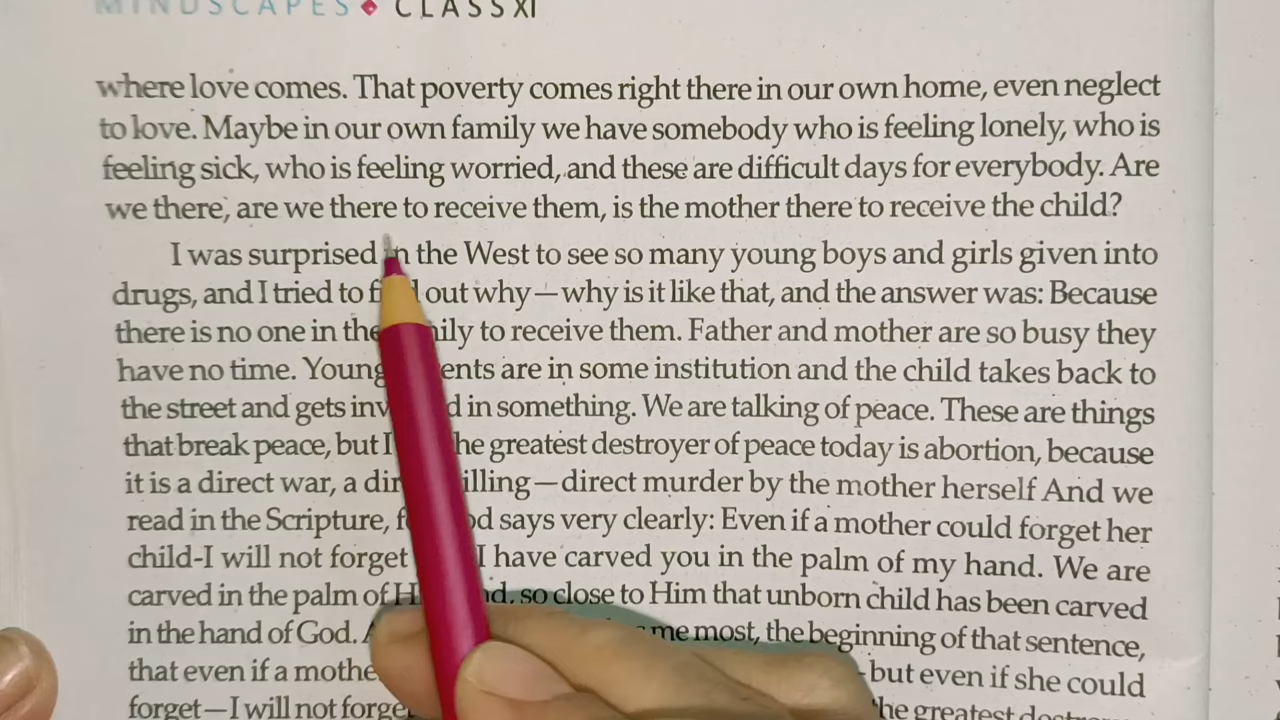 MINDSCAPES ◆ CLASS XI
where love comes. That poverty comes right there in our own home, even neglect
to love. Maybe in our own family we have somebody who is feeling lonely, who is
feeling sick, who is feeling worried, and these are difficult days for everybody. Are
we there, are we there to receive them, is the mother there to receive the child?
I was surprised in the West to see so many young boys and girls given into
drugs, and I tried to out why—why is it like that, and the answer was: Because
there is no one in the to receive them. Father and mother are so busy they
have no time. Young are in some institution and the child takes back to
the street and gets in something. We are talking of peace. These are things
that break peace, but I greatest destroyer of peace today is abortion, because
it is a direct war, a —direct murder by the mother herself And we
read in the Scripture, says very clearly: Even if a mother could forget her
child-I will not forget I have carved you in the palm of my hand. We are
carved in the palm of so close to Him that unborn child has been carved
in the hand of God. me most, the beginning of that sentence,
that even if a but even if she could
forget—I will not greatest